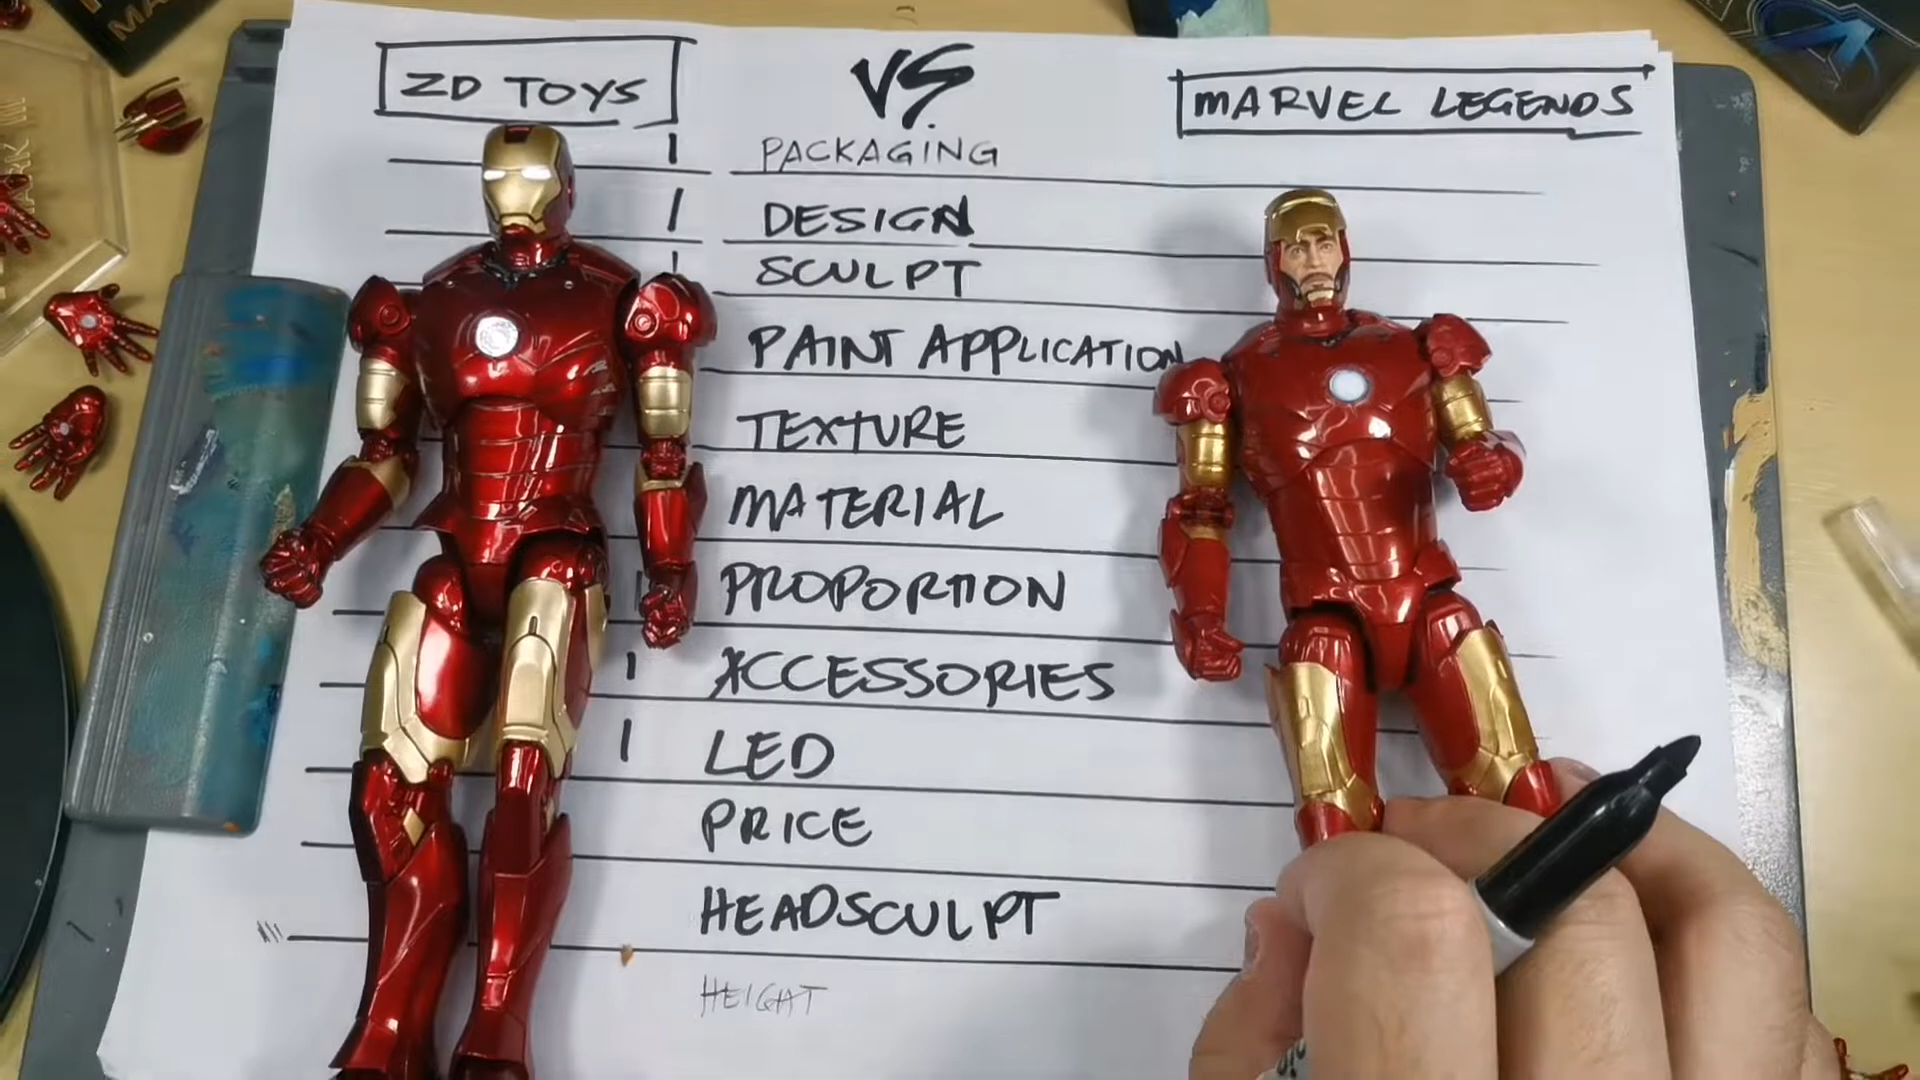 ZD TOYS VS. MARVEL LEGENDS
PACKAGING
DESIGN
SCULPT
PAINT APPLICATION
TEXTURE
MATERIAL
PROPORTION
ACCESSORIES
LED
PRICE
HEADSCULPT
HEIGHT